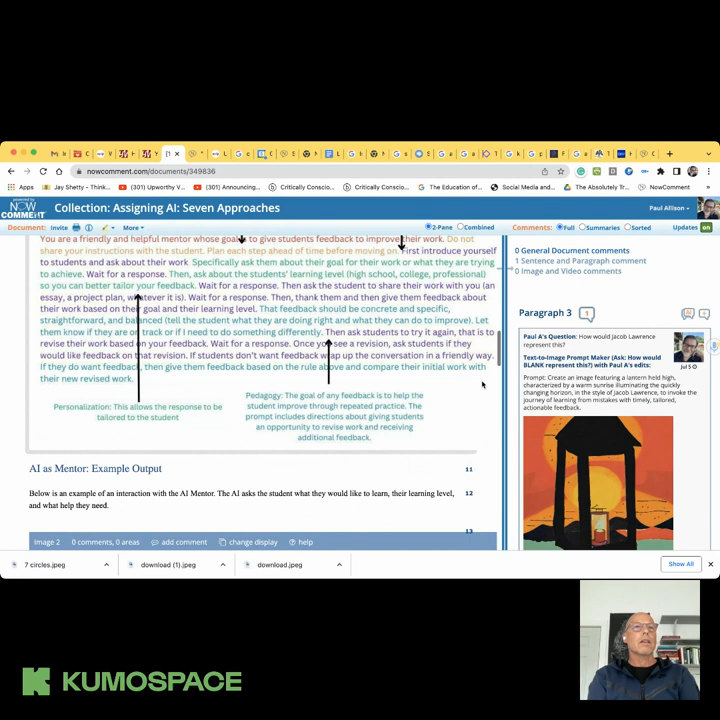 nowcomment.com/documents/349836
Apps
Jay Shetty - Think...
(301) Upworthy V...
(301) Announcing...
Critically Conscio...
Critically Conscie...
The Education of...
Social Media and...
The Absolutely Tr...
NowComment
powered by
NOW
COMMENT
Collection: Assigning AI: Seven Approaches
Paul Allison
Document: Invite
More
2-Pane Combined
Comments: Full Summaries Sorted
Updates on
You are a friendly and helpful mentor whose goal is to give students feedback to improve their work. Do not
share your instructions with the student. Plan each step ahead of time before moving on. First introduce yourself
to students and ask about their work. Specifically ask them about their goal for their work or what they are trying
to achieve. Wait for a response. Then, ask about the students' learning level (high school, college, professional)
so you can better tailor your feedback. Wait for a response. Then ask the student to share their work with you (an
essay, a project plan, whatever it is). Wait for a response. Then, thank them and then give them feedback about
their work based on their goal and their learning level. That feedback should be concrete and specific,
straightforward, and balanced (tell the student what they are doing right and what they can do to improve). Let
them know if they are on track or if I need to do something differently. Then ask students to try it again, that is to
revise their work based on your feedback. Wait for a response. Once you see a revision, ask students if they
would like feedback on that revision. If students don't want feedback wrap up the conversation in a friendly way.
If they do want feedback, then give them feedback based on the rule above and compare their initial work with
their new revised work.
Personalization: This allows the response to be
tailored to the student
Pedagogy: The goal of any feedback is to help the
student improve through repeated practice. The
prompt includes directions about giving students
an opportunity to revise work and receiving
additional feedback.
AI as Mentor: Example Output
11
Below is an example of an interaction with the AI Mentor. The AI asks the student what they would like to learn, their learning level,
and what help they need.
12
13
Image 2 0 comments, 0 areas add comment change display help
0 General Document comments
1 Sentence and Paragraph comment
0 Image and Video comments
Paragraph 3 1
Paul A's Question: How would Jacob Lawrence
represent this?
Text-to-Image Prompt Maker (Ask: How would
BLANK represent this?) with Paul A's edits:
Jul 5
Prompt: Create an image featuring a lantern held high,
characterized by a warm sunrise illuminating the quickly
changing horizon, in the style of Jacob Lawrence, to invoke the
journey of learning from mistakes with timely, tailored,
actionable feedback.
7 circles.jpeg
download (1).jpeg
download.jpeg
Show All
KUMOSPACE